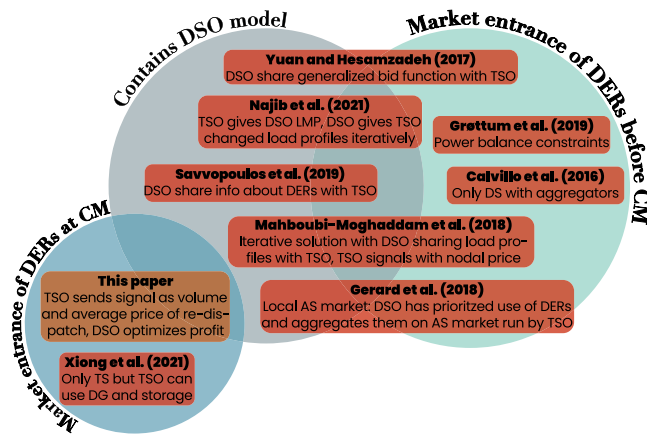 Contains DSO model
Market entrance of DERs before CM
Market entrance of DERs at CM
Yuan and Hesamzadeh (2017)
DSO share generalized bid function with TSO
Najib et al. (2021)
TSO gives DSO LMP, DSO gives TSO
changed load profiles iteratively
Grøttum et al. (2019)
Power balance constraints
Savvopoulos et al. (2019)
DSO share info about DERs with TSO
Calvillo et al. (2016)
Only DS with aggregators
Mahboubi-Moghaddam et al. (2018)
Iterative solution with DSO sharing load pro-
files with TSO, TSO signals with nodal price
This paper
TSO sends signal as volume
and average price of re-dis-
patch, DSO optimizes profit
Gerard et al. (2018)
Local AS market: DSO has prioritzed use of DERs
and aggregates them on AS market run by TSO
Xiong et al. (2021)
Only TS but TSO can
use DG and storage